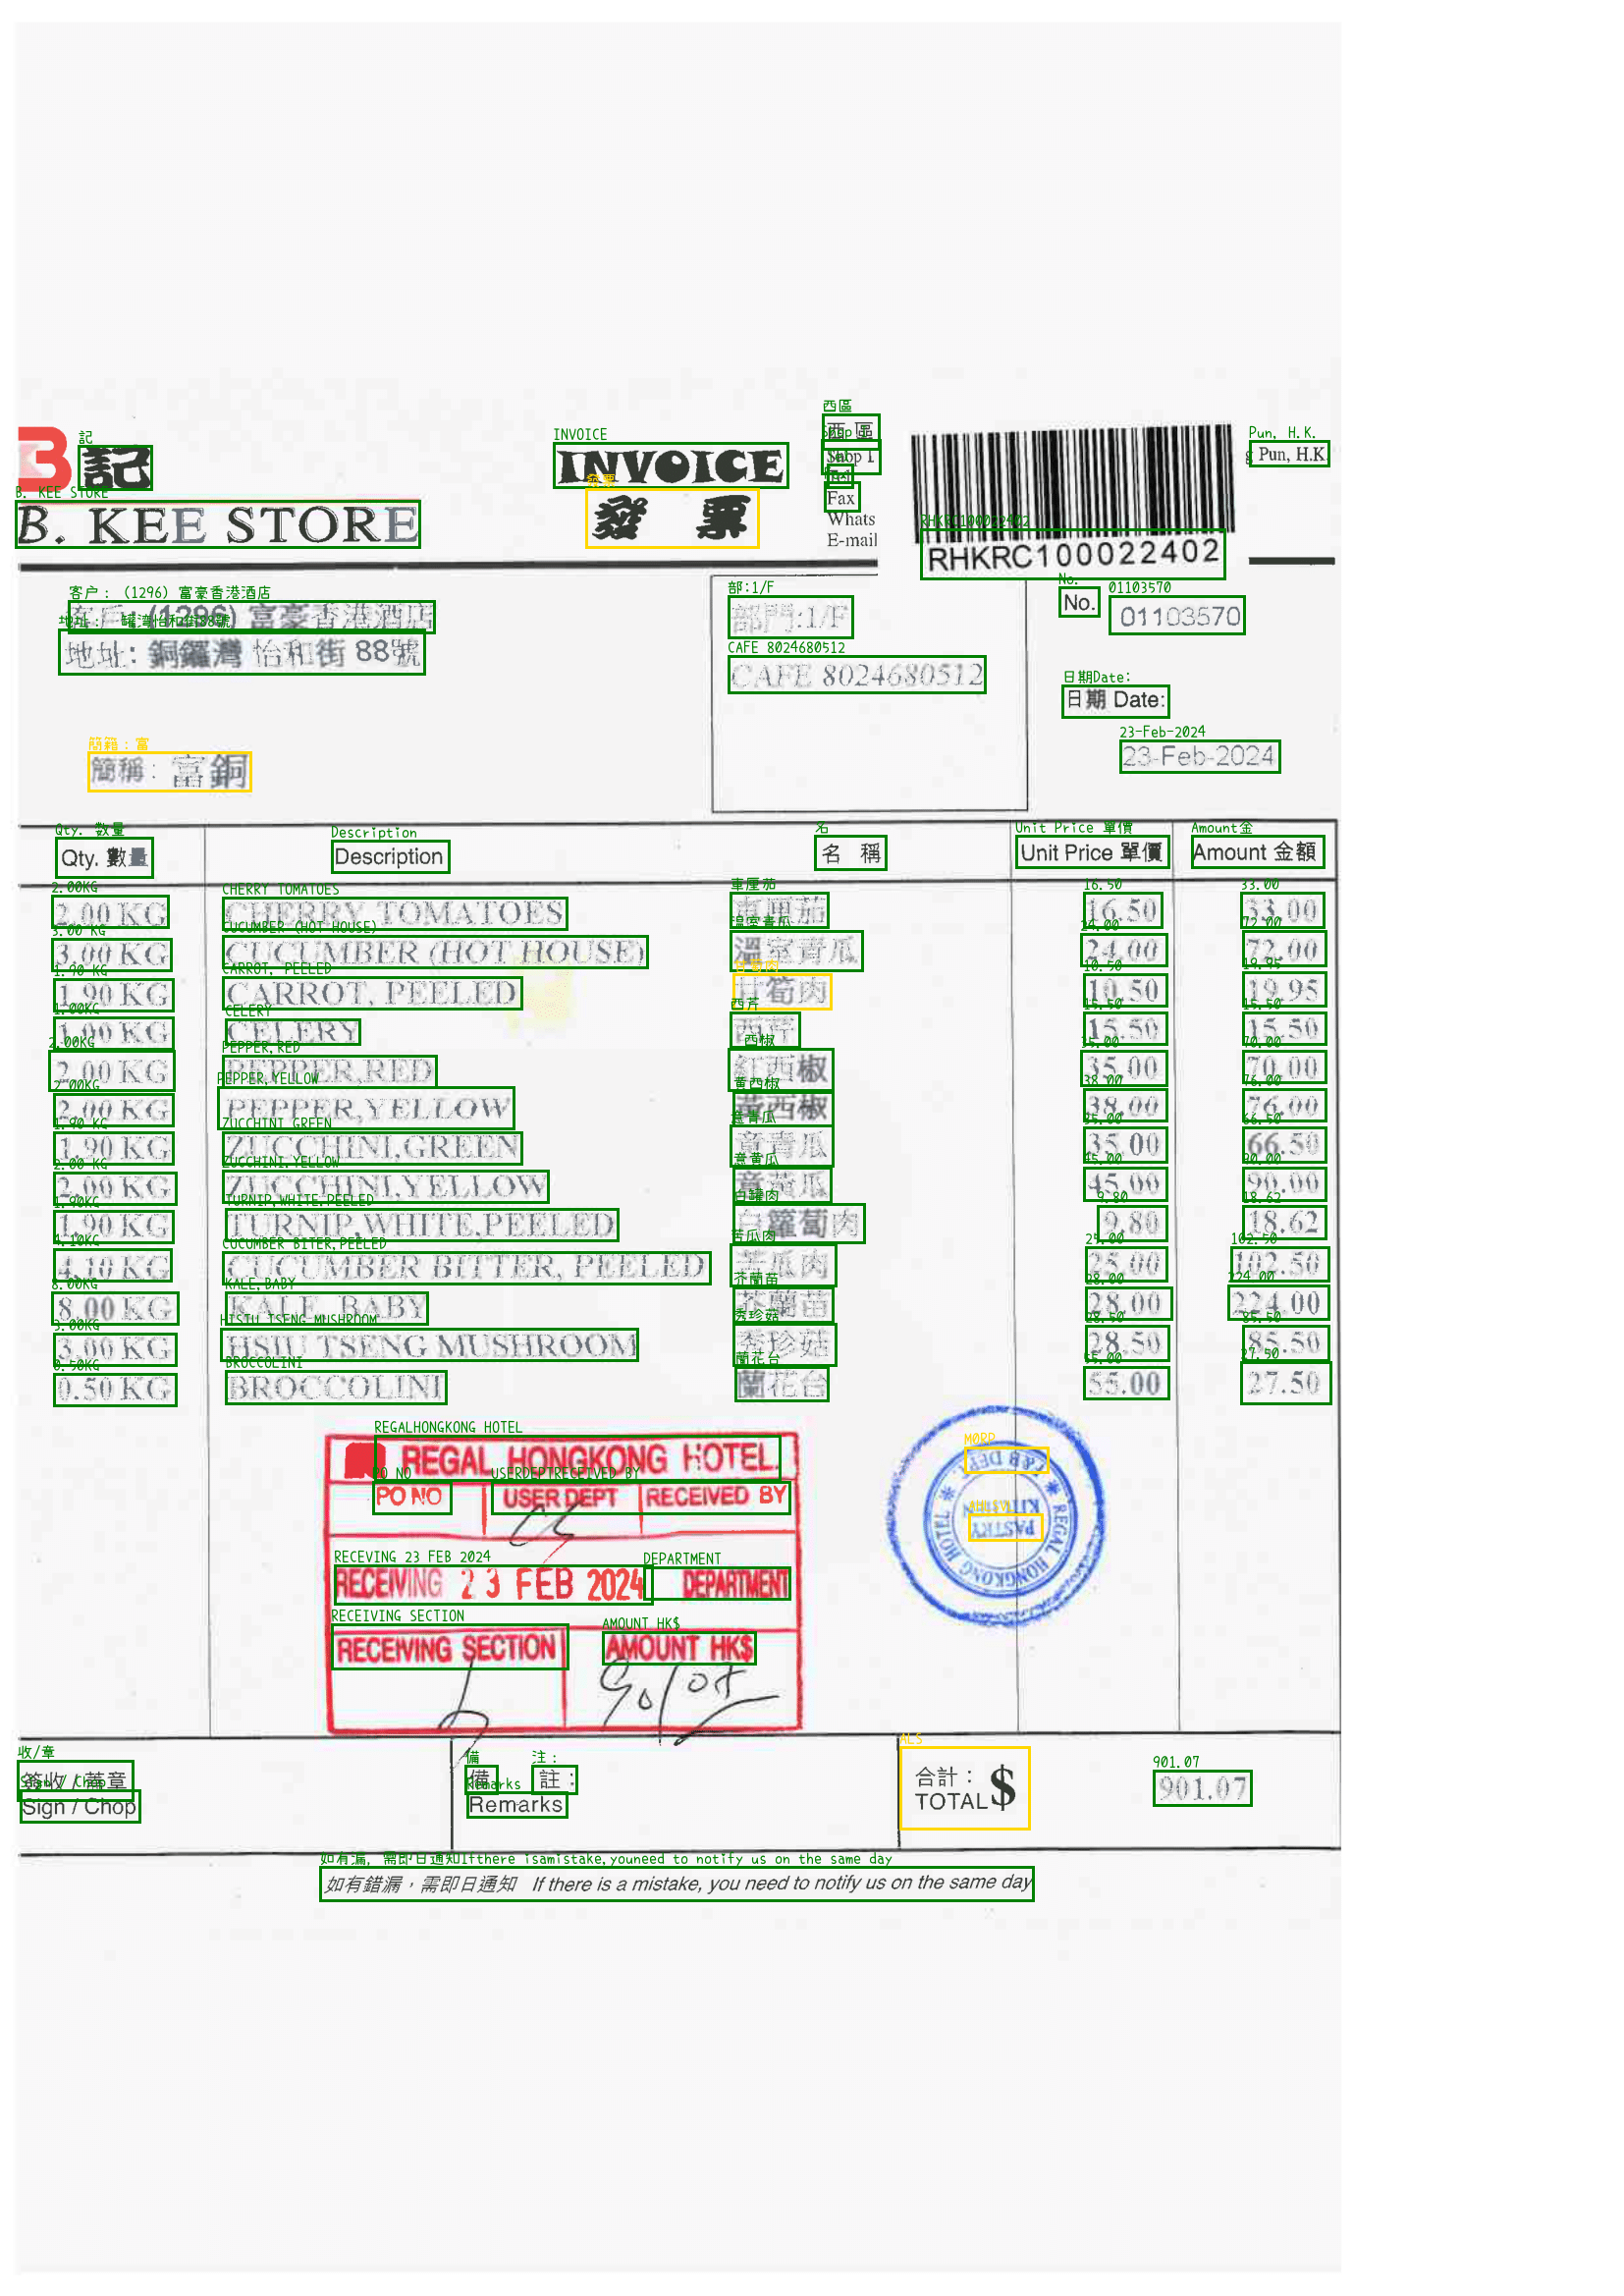 B 記
B. KEE STORE
INVOICE
發 票
西區
Shop 1
Tel
Fax
Whats
E-mail
RHKRC100022402
g Pun, H.K.
No. 01103570
客戶: (1296) 富豪香港酒店
地址: 銅鑼灣 怡和街 88號
部門:1/F
CAFE 8024680512
日期 Date:
23-Feb-2024
簡稱: 富銅
Qty. 數量 Description 名 稱 Unit Price 單價 Amount 金額
2.00 KG CHERRY TOMATOES 車厘茄 16.50 33.00
3.00 KG CUCUMBER (HOT HOUSE) 溫室青瓜 24.00 72.00
1.90 KG CARROT, PEELED 甘筍肉 10.50 19.95
1.00 KG CELERY 西芹 15.50 15.50
2.00 KG PEPPER,RED 紅西椒 35.00 70.00
2.00 KG PEPPER,YELLOW 黃西椒 38.00 76.00
1.90 KG ZUCCHINI,GREEN 意青瓜 35.00 66.50
2.00 KG ZUCCHINI,YELLOW 意黃瓜 45.00 90.00
1.90 KG TURNIP,WHITE,PEELED 白蘿蔔肉 9.80 18.62
4.10 KG CUCUMBER BITTER, PEELED 苦瓜肉 25.00 102.50
8.00 KG KALE, BABY 芥蘭苗 28.00 224.00
3.00 KG HSIU TSENG MUSHROOM 秀珍菇 28.50 85.50
0.50 KG BROCCOLINI 蘭花台 55.00 27.50
REGAL HONGKONG HOTEL
PO NO USER DEPT RECEIVED BY
RECEIVING 23 FEB 2024 DEPARTMENT
RECEIVING SECTION AMOUNT HK$
901.07
REGAL HONGKONG HOTEL
F&B DEPT.
PASTRY
KITCHEN
簽收 / 蓋章
Sign / Chop
備 註:
Remarks
合計:
TOTAL $
901.07
如有錯漏，需即日通知 If there is a mistake, you need to notify us on the same day